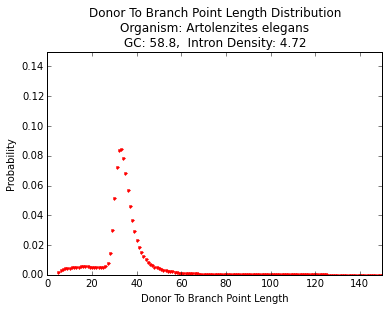 Donor To Branch Point Length Distribution
Organism: Artolenzites elegans
GC: 58.8,  Intron Density: 4.72
0.14
0.12
0.10
0.08
0.06
0.04
0.02
0.00
Probability
0 20 40 60 80 100 120 140
Donor To Branch Point Length